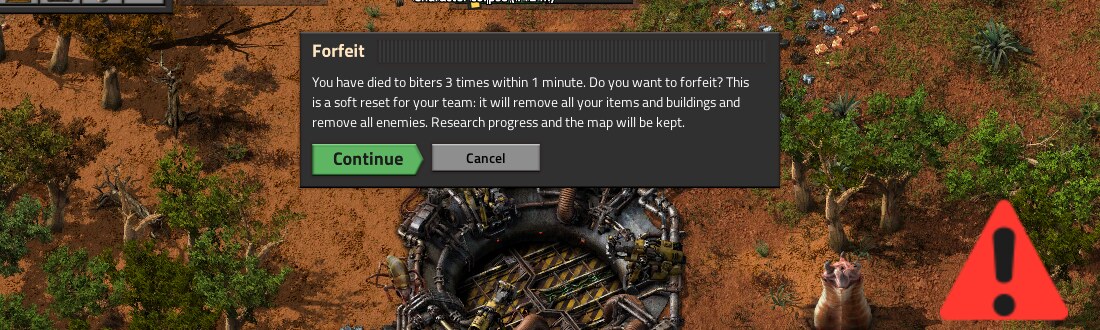 Forfeit
You have died to biters 3 times within 1 minute. Do you want to forfeit? This
is a soft reset for your team: it will remove all your items and buildings and
remove all enemies. Research progress and the map will be kept.
Continue
Cancel